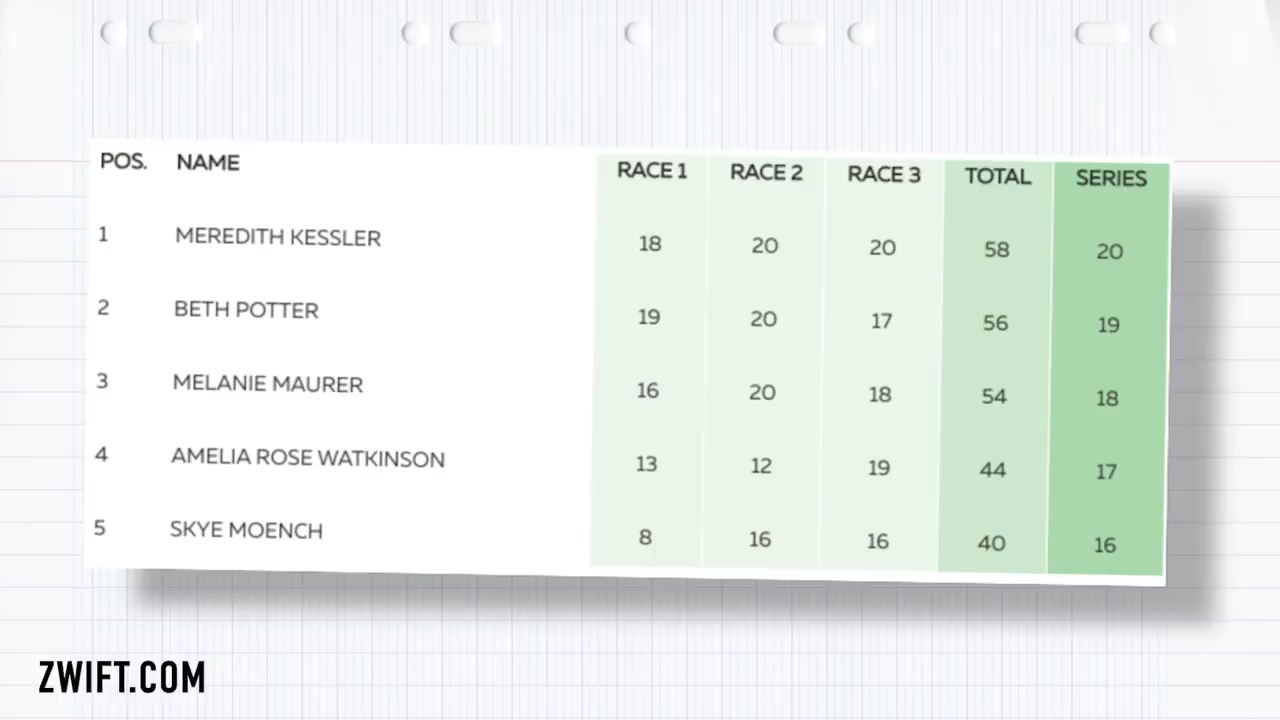 POS. NAME RACE 1 RACE 2 RACE 3 TOTAL SERIES
1 MEREDITH KESSLER 18 20 20 58 20
2 BETH POTTER 19 20 17 56 19
3 MELANIE MAURER 16 20 18 54 18
4 AMELIA ROSE WATKINSON 13 12 19 44 17
5 SKYE MOENCH 8 16 16 40 16
ZWIFT.COM